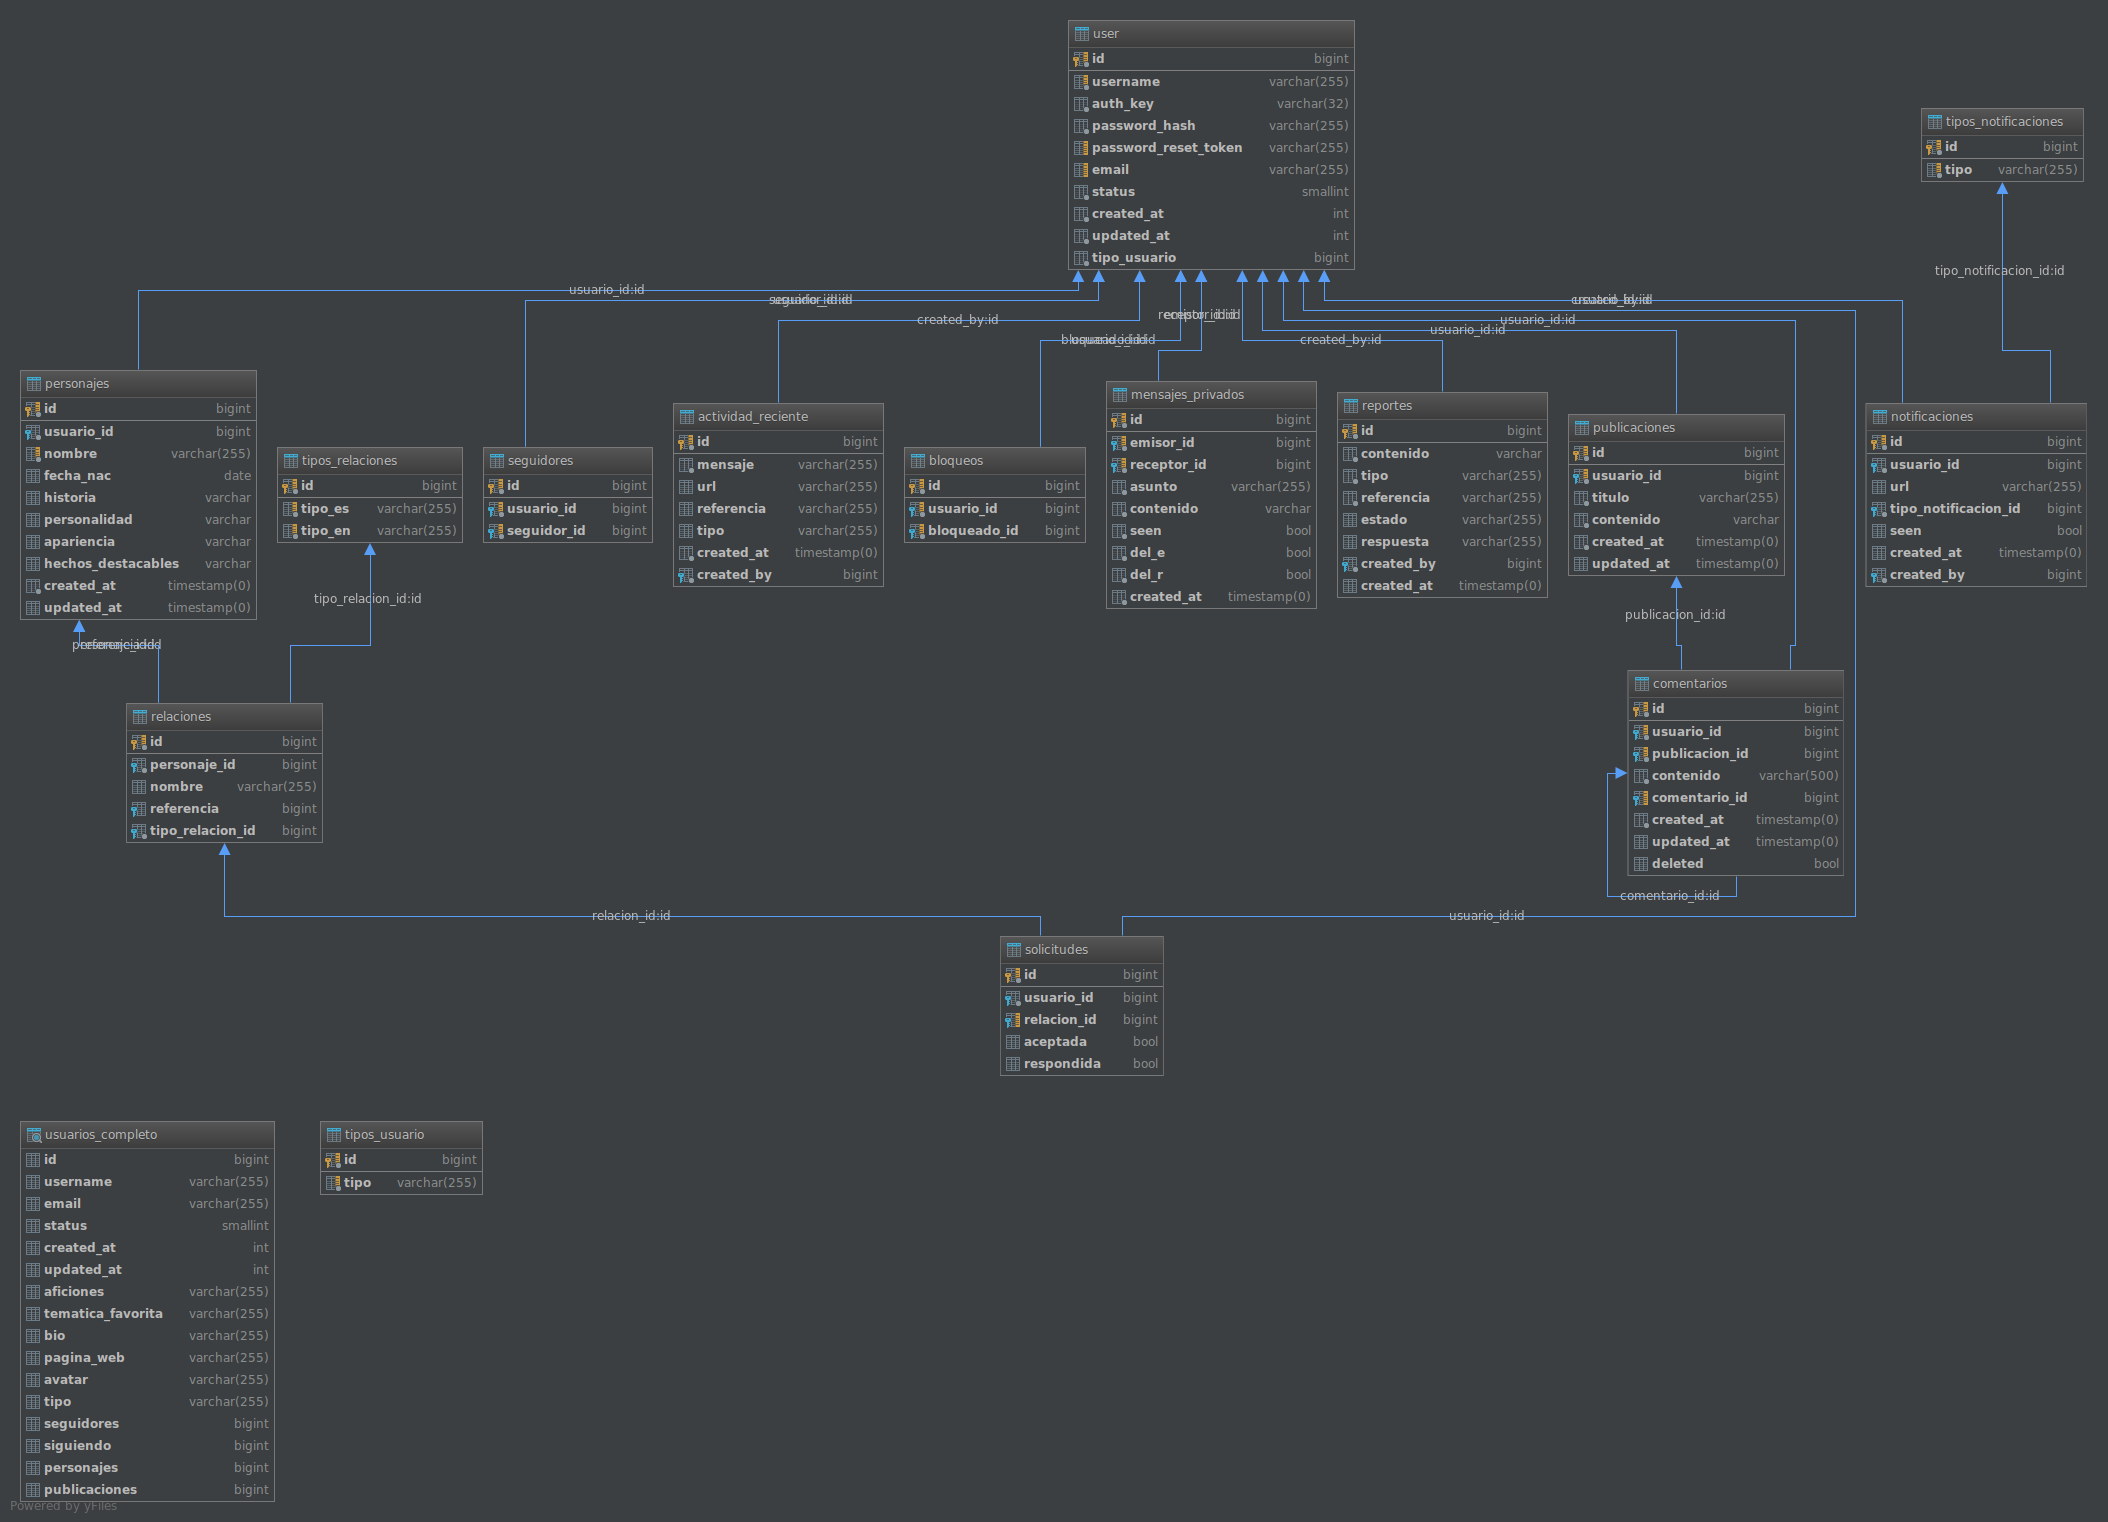 user
id bigint
username varchar(255)
auth_key varchar(32)
password_hash varchar(255)
password_reset_token varchar(255)
email varchar(255)
status smallint
created_at int
updated_at int
tipo_usuario bigint
tipos_notificaciones
id bigint
tipo varchar(255)
tipo_notificacion_id:id
usuario_id:id
created_by:id
created_by:id
usuario_id:id
usuario_id:id
personajes
id bigint
usuario_id bigint
nombre varchar(255)
fecha_nac date
historia varchar
personalidad varchar
apariencia varchar
hechos_destacables varchar
created_at timestamp(0)
updated_at timestamp(0)
tipos_relaciones
id bigint
tipo_es varchar(255)
tipo_en varchar(255)
seguidores
id bigint
usuario_id bigint
seguidor_id bigint
actividad_reciente
id bigint
mensaje varchar(255)
url varchar(255)
referencia varchar(255)
tipo varchar(255)
created_at timestamp(0)
created_by bigint
bloqueos
id bigint
usuario_id bigint
bloqueado_id bigint
mensajes_privados
id bigint
emisor_id bigint
receptor_id bigint
asunto varchar(255)
contenido varchar
seen bool
del_e bool
del_r bool
created_at timestamp(0)
reportes
id bigint
contenido varchar
tipo varchar(255)
referencia varchar(255)
estado varchar(255)
respuesta varchar(255)
created_by bigint
created_at timestamp(0)
publicaciones
id bigint
usuario_id bigint
titulo varchar(255)
contenido varchar
created_at timestamp(0)
updated_at timestamp(0)
notificaciones
id bigint
usuario_id bigint
url varchar(255)
tipo_notificacion_id bigint
seen bool
created_at timestamp(0)
created_by bigint
tipo_relacion_id:id
publicacion_id:id
relaciones
id bigint
personaje_id bigint
nombre varchar(255)
referencia bigint
tipo_relacion_id bigint
comentarios
id bigint
usuario_id bigint
publicacion_id bigint
contenido varchar(500)
comentario_id bigint
created_at timestamp(0)
updated_at timestamp(0)
deleted bool
comentario_id:id
relacion_id:id
usuario_id:id
solicitudes
id bigint
usuario_id bigint
relacion_id bigint
aceptada bool
respondida bool
usuarios_completo
id bigint
username varchar(255)
email varchar(255)
status smallint
created_at int
updated_at int
aficiones varchar(255)
tematica_favorita varchar(255)
bio varchar(255)
pagina_web varchar(255)
avatar varchar(255)
tipo varchar(255)
seguidores bigint
siguiendo bigint
personajes bigint
publicaciones bigint
tipos_usuario
id bigint
tipo varchar(255)
Powered by yFiles